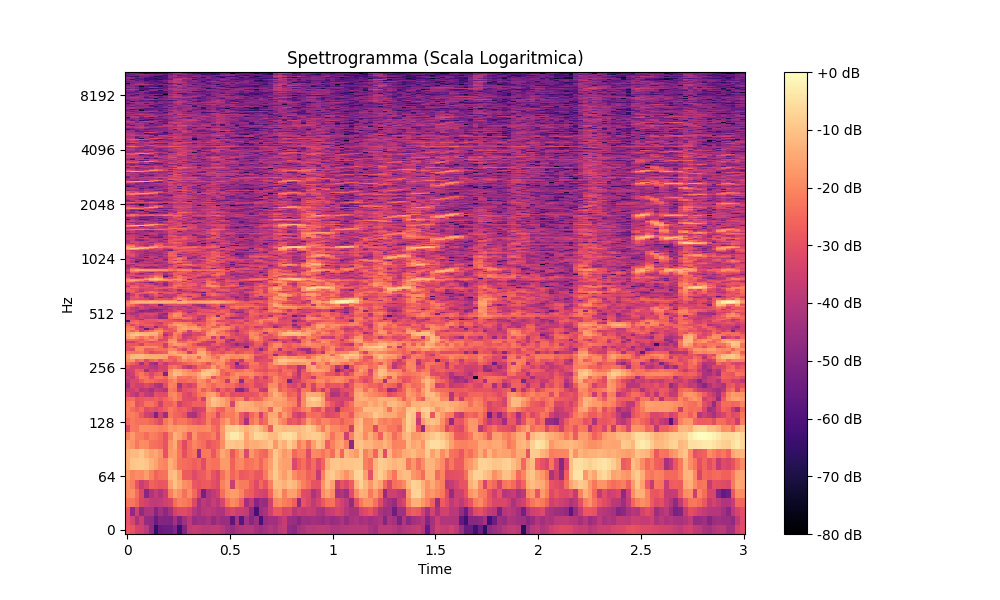 Spettrogramma (Scala Logaritmica)
8192
4096
2048
1024
512
256
128
64
0
Hz
0
0.5
1
1.5
2
2.5
3
Time
+0 dB
-10 dB
-20 dB
-30 dB
-40 dB
-50 dB
-60 dB
-70 dB
-80 dB